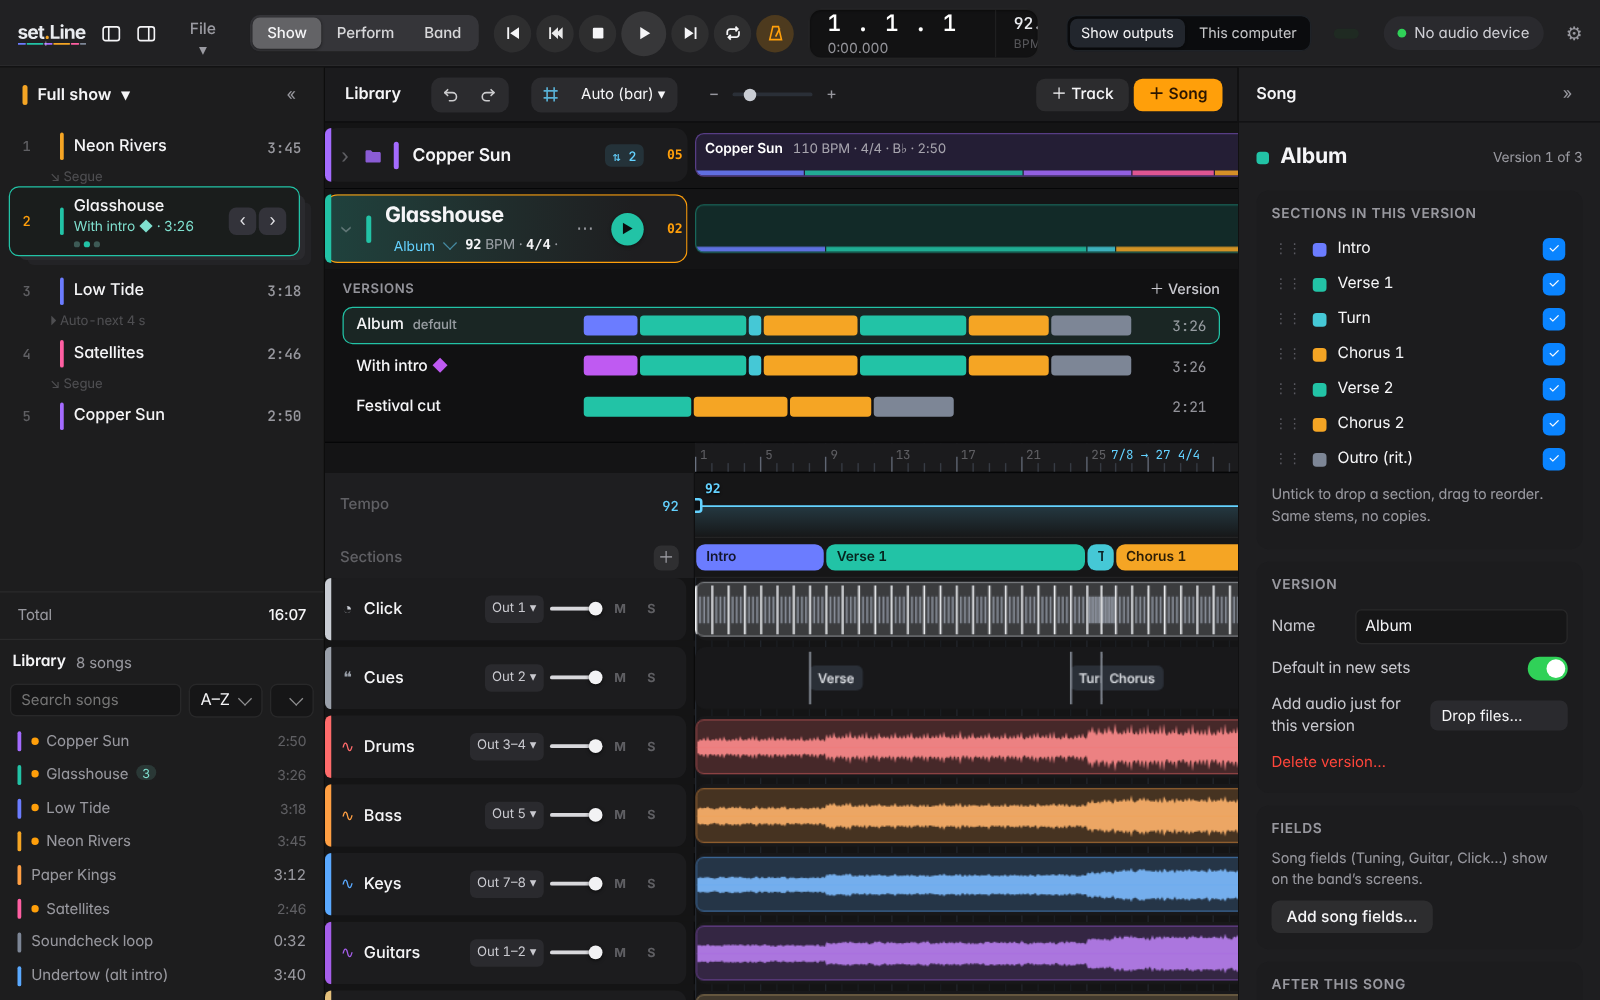 set.Line
File
▾
Show
Perform
Band
1 . 1 . 1
0:00.000
92.
BPM
Show outputs
This computer
No audio device
Full show ▾
«
1
Neon Rivers
3:45
↘ Segue
2
Glasshouse
With intro ◆ · 3:26
‹
›
3
Low Tide
3:18
Auto-next 4 s
4
Satellites
2:46
↘ Segue
5
Copper Sun
2:50
Total
16:07
Library 8 songs
Search songs
A–Z
Copper Sun
2:50
Glasshouse 3
3:26
Low Tide
3:18
Neon Rivers
3:45
Paper Kings
3:12
Satellites
2:46
Soundcheck loop
0:32
Undertow (alt intro)
3:40
Library
Auto (bar) ▾
−
+
+ Track
+ Song
Copper Sun
⇅ 2
05
Copper Sun 110 BPM · 4/4 · B♭ · 2:50
Glasshouse
Album
92 BPM · 4/4 ·
···
02
VERSIONS
+ Version
Album default
3:26
With intro ◆
3:26
Festival cut
2:21
1
5
9
13
17
21
25
7/8 → 27 4/4
Tempo
92
92
Sections
+
Intro
Verse 1
T
Chorus 1
Click
Out 1 ▾
M
S
Cues
Out 2 ▾
M
S
Verse
Tur
Chorus
Drums
Out 3–4 ▾
M
S
Bass
Out 5 ▾
M
S
Keys
Out 7–8 ▾
M
S
Guitars
Out 1–2 ▾
M
S
Song
»
Album
Version 1 of 3
SECTIONS IN THIS VERSION
Intro
Verse 1
Turn
Chorus 1
Verse 2
Chorus 2
Outro (rit.)
Untick to drop a section, drag to reorder.
Same stems, no copies.
VERSION
Name
Album
Default in new sets
Add audio just for
this version
Drop files...
Delete version...
FIELDS
Song fields (Tuning, Guitar, Click...) show
on the band's screens.
Add song fields...
AFTER THIS SONG